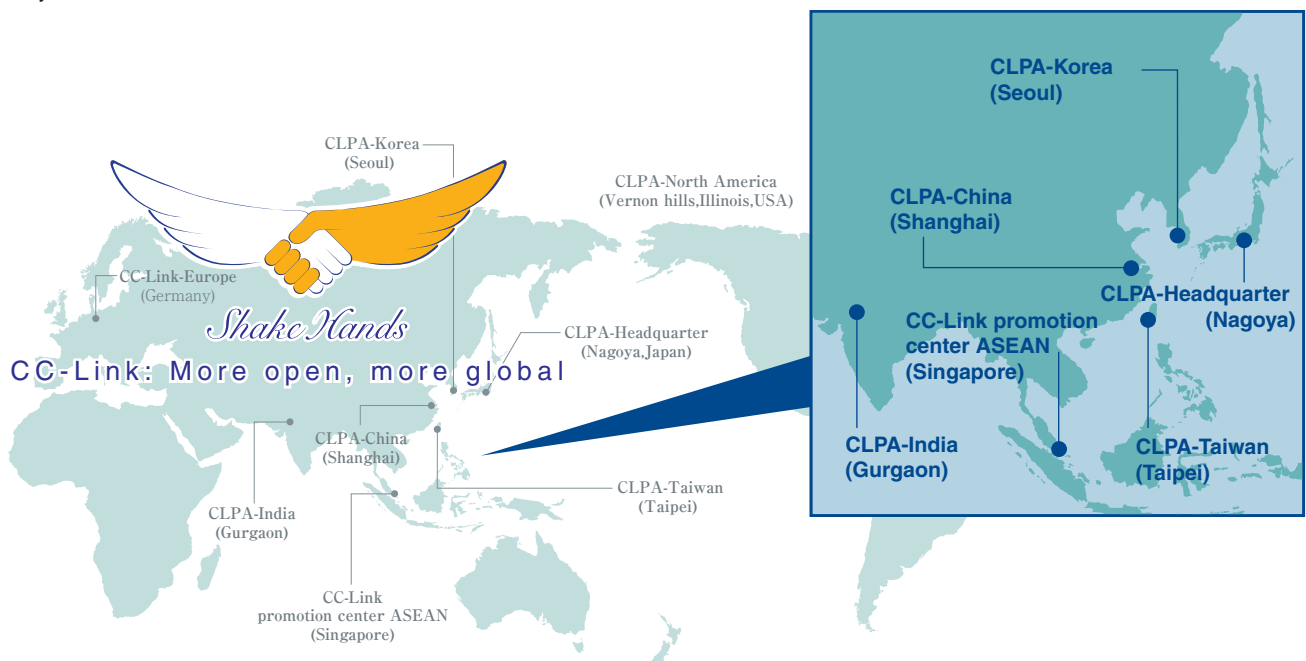 CLPA-Korea
(Seoul)
CLPA-North America
(Vernon hills,Illinois,USA)
CC-Link-Europe
(Germany)
Shake Hands
CLPA-Headquarter
(Nagoya,Japan)
CC-Link: More open, more global
CLPA-China
(Shanghai)
CLPA-India
(Gurgaon)
CLPA-Taiwan
(Taipei)
CC-Link
promotion center ASEAN
(Singapore)
CLPA-Korea
(Seoul)
CLPA-China
(Shanghai)
CLPA-Headquarter
(Nagoya)
CC-Link promotion
center ASEAN
(Singapore)
CLPA-India
(Gurgaon)
CLPA-Taiwan
(Taipei)